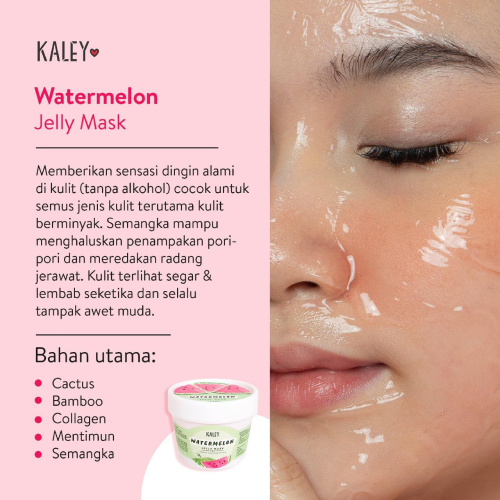 KALEY
Watermelon
Jelly Mask
Memberikan sensasi dingin alami
di kulit (tanpa alkohol) cocok untuk
semus jenis kulit terutama kulit
berminyak. Semangka mampu
menghaluskan penampakan pori-
pori dan meredakan radang
jerawat. Kulit terlihat segar &
lembab seketika dan selalu
tampak awet muda.
Bahan utama:
Cactus
Bamboo
Collagen
Mentimun
Semangka
WATERMELON
KALEY
WATERMELON
JELLY MASK